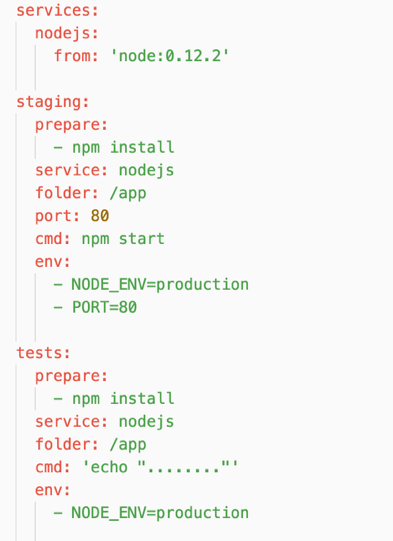 services:
  nodejs:
    from: 'node:0.12.2'

staging:
  prepare:
    - npm install
  service: nodejs
  folder: /app
  port: 80
  cmd: npm start
  env:
    - NODE_ENV=production
    - PORT=80

tests:
  prepare:
    - npm install
  service: nodejs
  folder: /app
  cmd: 'echo "........"'
  env:
    - NODE_ENV=production